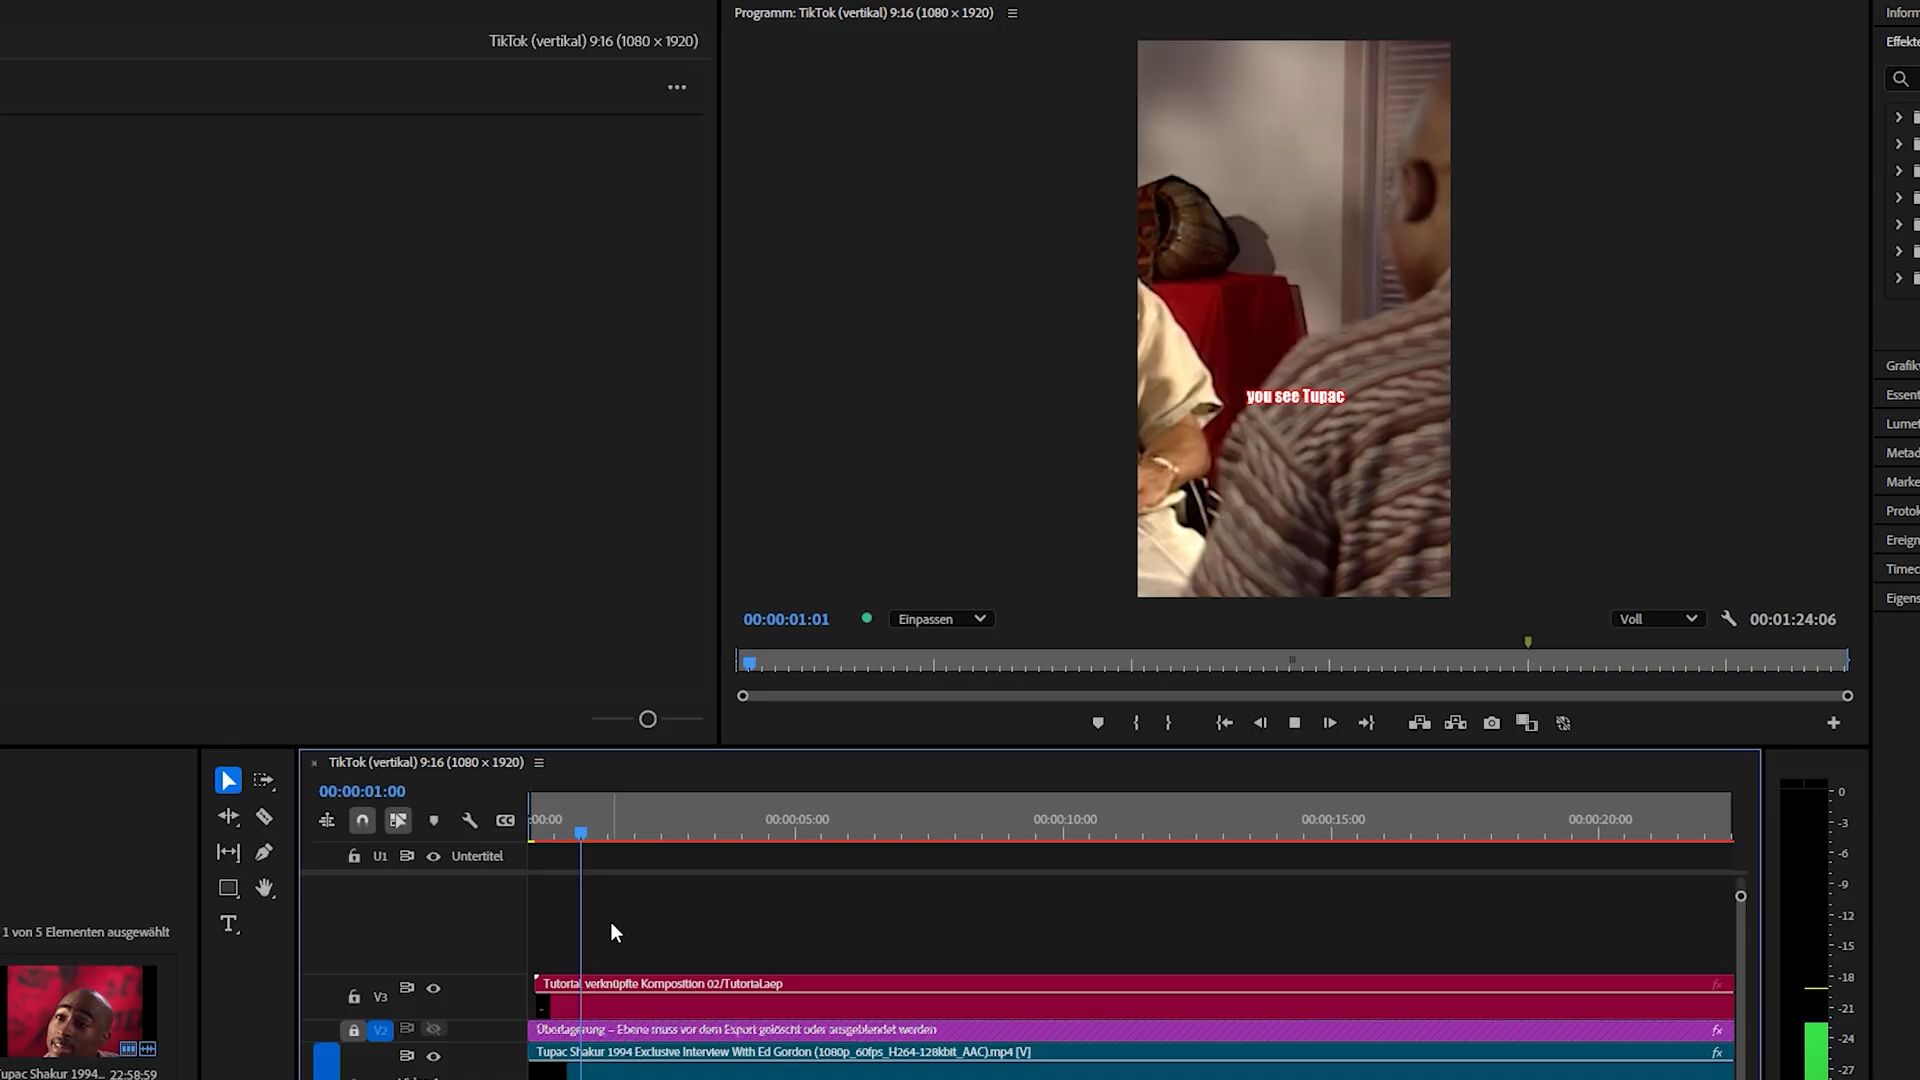 TikTok (vertikal) 9:16 (1080 x 1920)
Programm: TikTok (vertikal) 9:16 (1080 x 1920)
you see Tupac
00:00:01:01
Einpassen
Voll
00:01:24:06
Inform
Effekte
Grafik
Essent
Lumet
Metad
Marke
Protok
Ereign
Timec
Eigens
TikTok (vertikal) 9:16 (1080 x 1920)
00:00:01:00
:00:00
00:00:05:00
00:00:10:00
00:00:15:00
00:00:20:00
U1
Untertitel
V3
Tutorial verknüpfte Komposition 02/Tutorial.aep
fx
V2
Überlagerung – Ebene muss vor dem Export gelöscht oder ausgeblendet werden
fx
Tupac Shakur 1994 Exclusive Interview With Ed Gordon (1080p_60fps_H264-128kbit_AAC).mp4 [V]
fx
1 von 5 Elementen ausgewählt
upac Shakur 1994... 22:58:59
0
-3
-6
-9
-12
-15
-18
-21
-24
-27